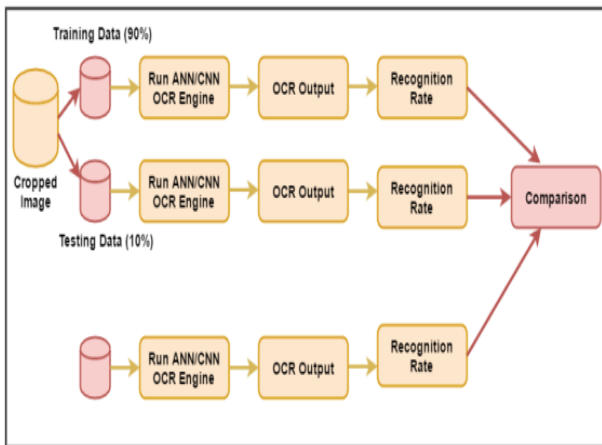 Training Data (90%)
Run ANN/CNN
OCR Engine
OCR Output
Recognition
Rate
Cropped
Image
Run ANN/CNN
OCR Engine
OCR Output
Recognition
Rate
Comparison
Testing Data (10%)
Run ANN/CNN
OCR Engine
OCR Output
Recognition
Rate